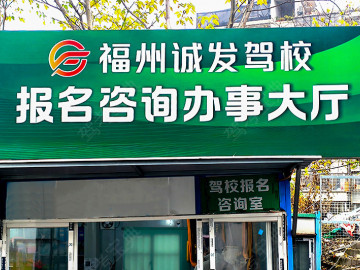 福州诚发驾校
报名咨询办事大厅
驾校报名
咨询室